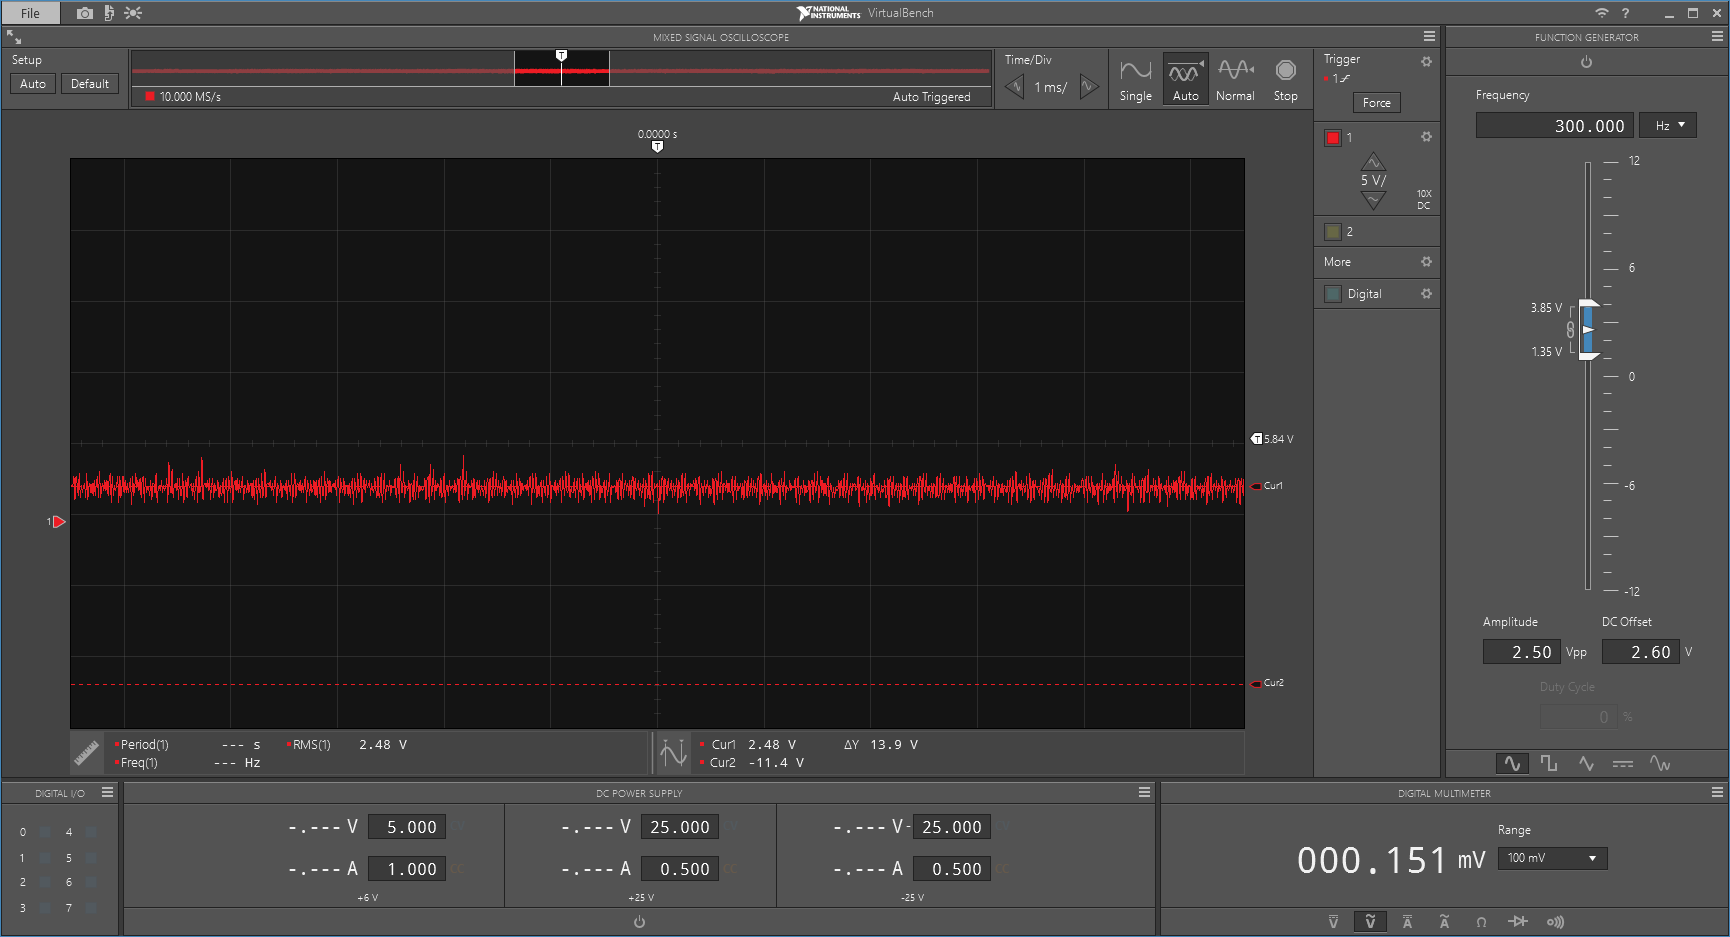 File
NATIONAL INSTRUMENTS VirtualBench
?
MIXED SIGNAL OSCILLOSCOPE
FUNCTION GENERATOR
Setup
Auto Default
T
10.000 MS/s
Auto Triggered
Time/Div
1 ms/
Single Auto Normal Stop
Trigger
1
Force
0.0000 s
T
1
5 V/
10X
DC
2
More
Digital
T 5.84 V
Cur1
1
Cur2
Period(1) --- s RMS(1) 2.48 V
Freq(1) --- Hz
Cur1 2.48 V ΔY 13.9 V
Cur2 -11.4 V
Frequency
300.000 Hz
12
6
3.85 V
1.35 V
0
-6
-12
Amplitude DC Offset
2.50 Vpp 2.60 V
Duty Cycle
0 %
DIGITAL I/O
0 4
1 5
2 6
3 7
DC POWER SUPPLY
-.--- V 5.000 -.--- V 25.000 -.--- V -25.000
-.--- A 1.000 CC -.--- A 0.500 CC -.--- A 0.500 CC
+6 V +25 V -25 V
DIGITAL MULTIMETER
Range
000.151 mV 100 mV
V V A A Ω